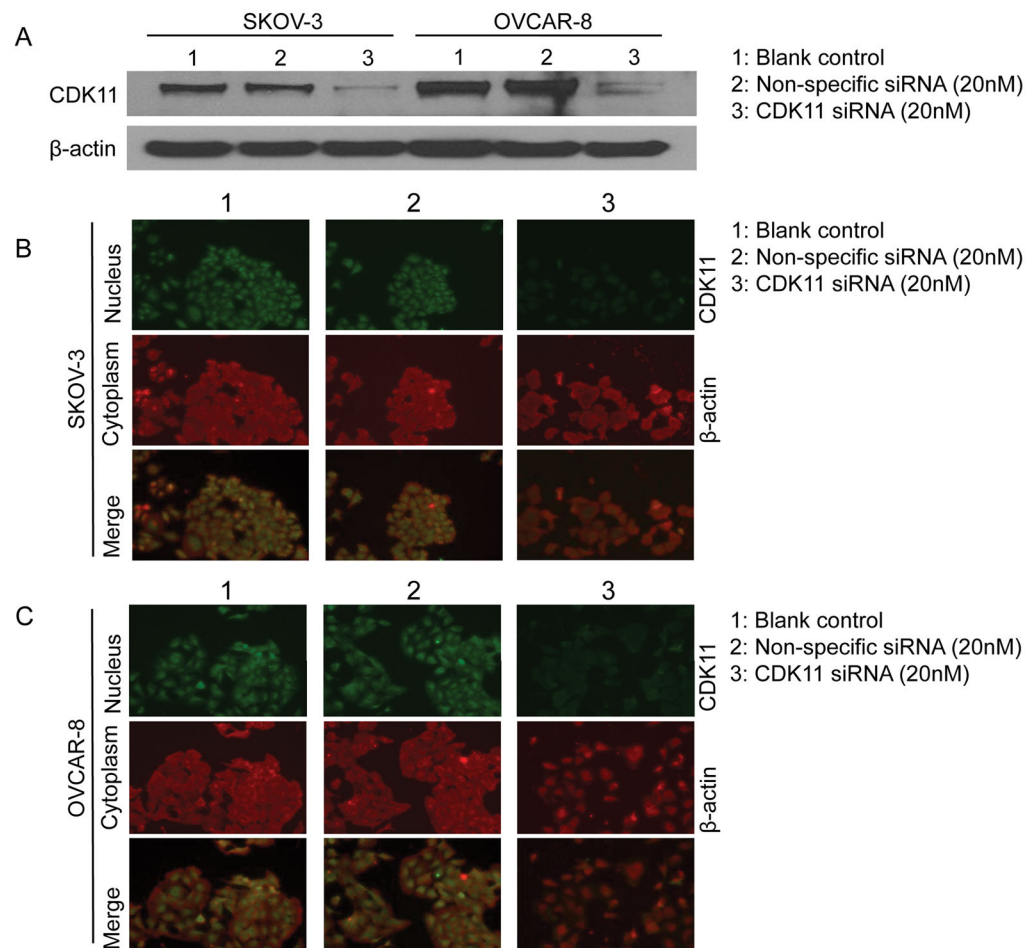 A
SKOV-3 OVCAR-8
1 2 3 1 2 3
CDK11
β-actin
1: Blank control
2: Non-specific siRNA (20nM)
3: CDK11 siRNA (20nM)
B
1 2 3
SKOV-3
Nucleus
Cytoplasm
Merge
CDK11
β-actin
1: Blank control
2: Non-specific siRNA (20nM)
3: CDK11 siRNA (20nM)
C
1 2 3
OVCAR-8
Nucleus
Cytoplasm
Merge
CDK11
β-actin
1: Blank control
2: Non-specific siRNA (20nM)
3: CDK11 siRNA (20nM)